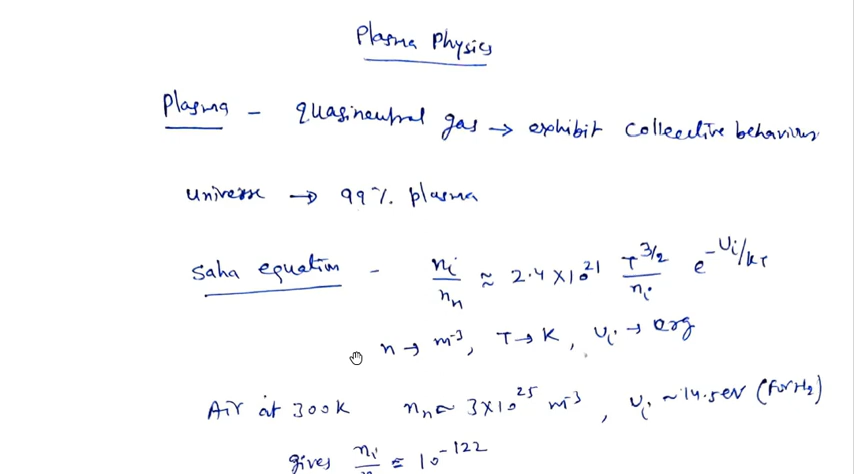 Plasma Physics
Plasma - quasineutral gas → exhibit collective behaviours
Universe → 99% plasma
Saha equation - nᵢ/nₙ ≈ 2.4 × 10²¹ T^(3/2)/nᵢ e^(-Uᵢ/kT)
n → m⁻³, T → K, Uᵢ → erg
Air at 300K nₙ ~ 3 × 10²⁵ m⁻³, Uᵢ ~ 14.5eV (for H₂)
gives nᵢ/n ≈ 10⁻¹²²